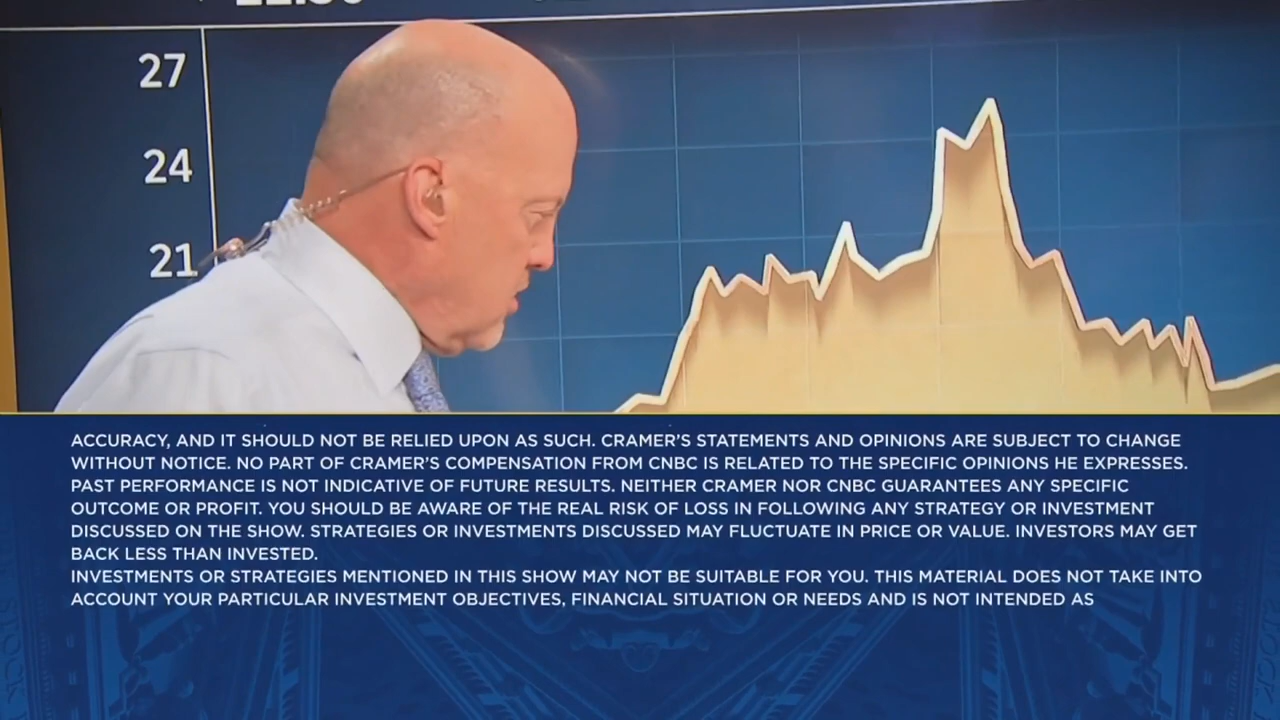 27
24
21
ACCURACY, AND IT SHOULD NOT BE RELIED UPON AS SUCH. CRAMER'S STATEMENTS AND OPINIONS ARE SUBJECT TO CHANGE
WITHOUT NOTICE. NO PART OF CRAMER'S COMPENSATION FROM CNBC IS RELATED TO THE SPECIFIC OPINIONS HE EXPRESSES.
PAST PERFORMANCE IS NOT INDICATIVE OF FUTURE RESULTS. NEITHER CRAMER NOR CNBC GUARANTEES ANY SPECIFIC
OUTCOME OR PROFIT. YOU SHOULD BE AWARE OF THE REAL RISK OF LOSS IN FOLLOWING ANY STRATEGY OR INVESTMENT
DISCUSSED ON THE SHOW. STRATEGIES OR INVESTMENTS DISCUSSED MAY FLUCTUATE IN PRICE OR VALUE. INVESTORS MAY GET
BACK LESS THAN INVESTED.
INVESTMENTS OR STRATEGIES MENTIONED IN THIS SHOW MAY NOT BE SUITABLE FOR YOU. THIS MATERIAL DOES NOT TAKE INTO
ACCOUNT YOUR PARTICULAR INVESTMENT OBJECTIVES, FINANCIAL SITUATION OR NEEDS AND IS NOT INTENDED AS